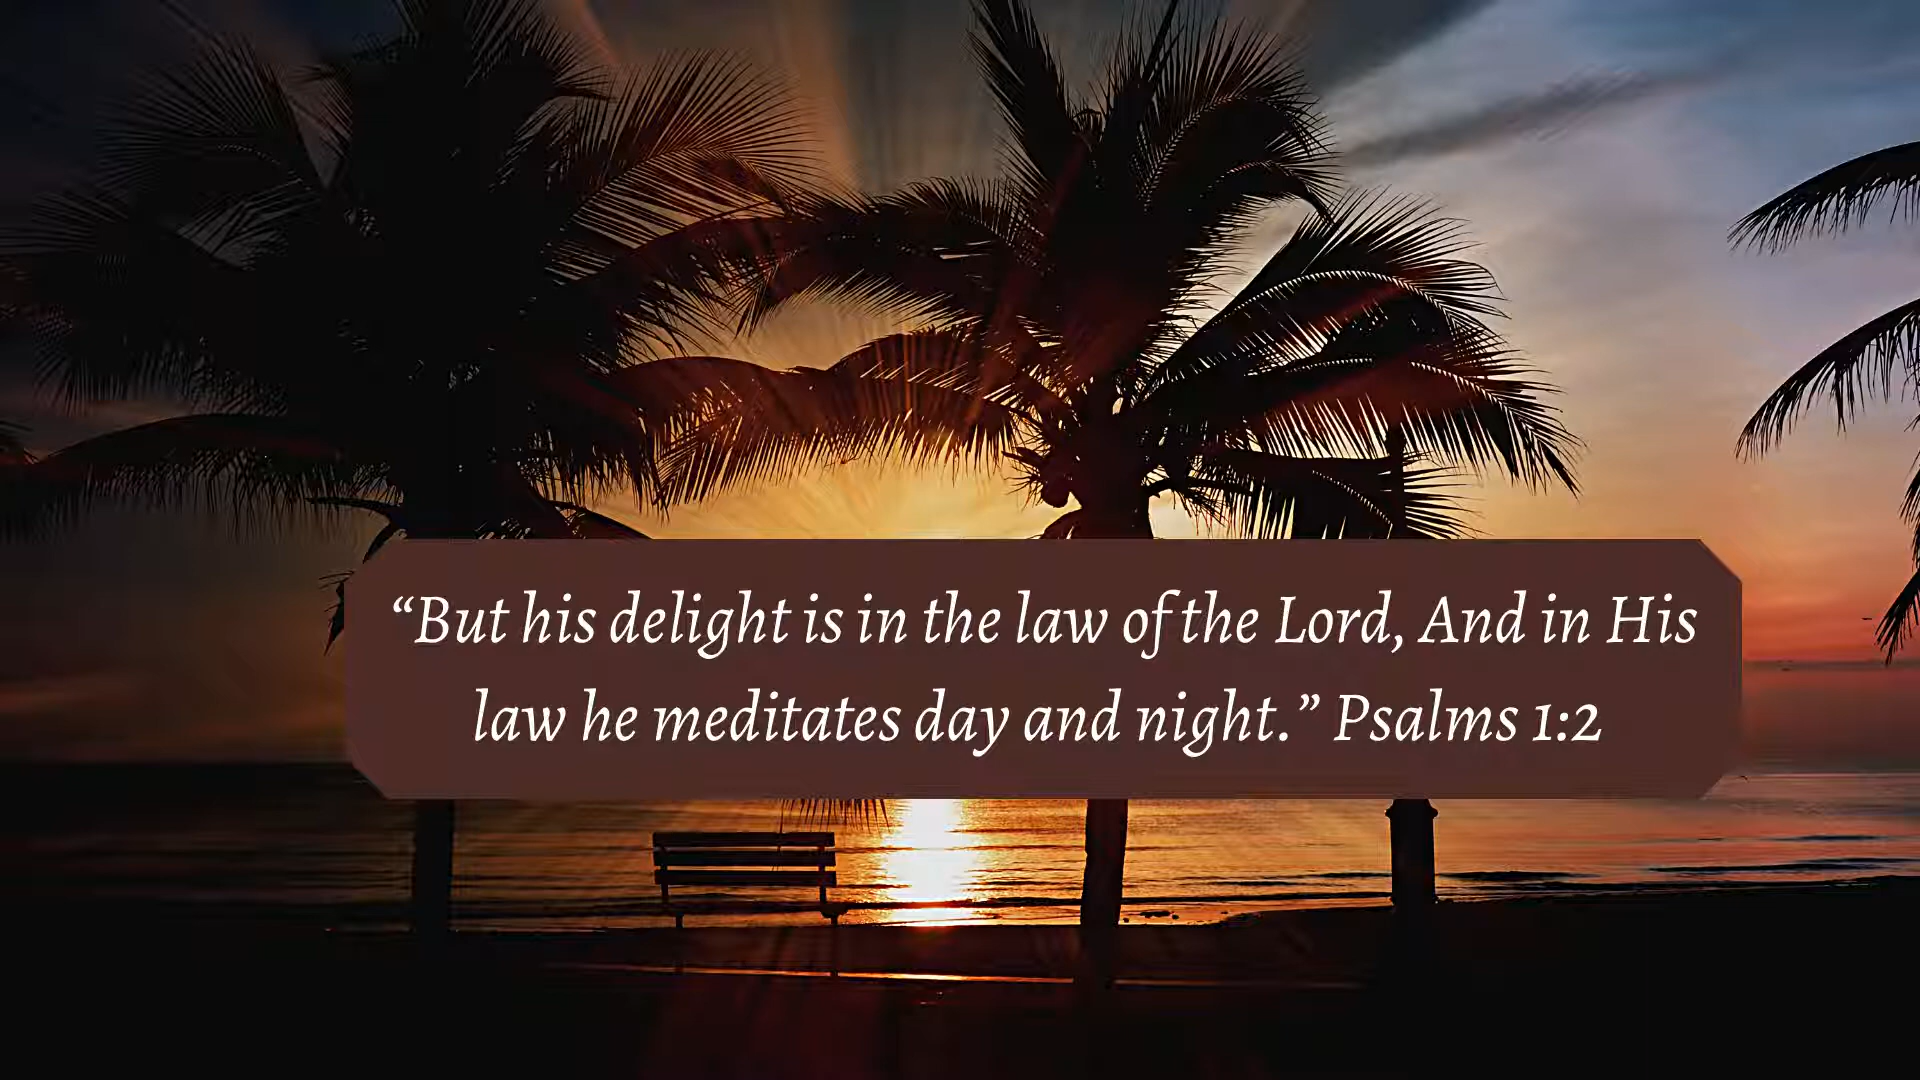 “But his delight is in the law of the Lord, And in His
law he meditates day and night.” Psalms 1:2